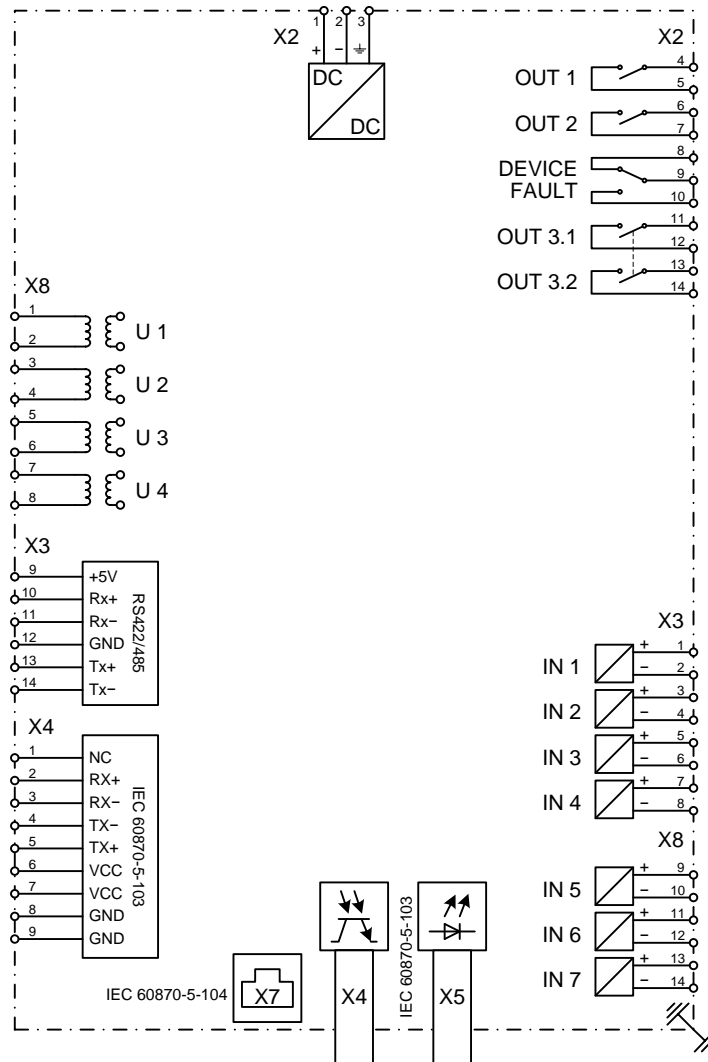 X2
1 2 3
+ −
DC
DC
X2
OUT 1
4
5
OUT 2
6
7
DEVICE
FAULT
8
9
10
OUT 3.1
11
12
OUT 3.2
13
14
X8
1
2
U 1
3
4
U 2
5
6
U 3
7
8
U 4
X3
9 +5V
10 Rx+
11 Rx−
12 GND
13 Tx+
14 Tx−
RS422/485
X4
1 NC
2 RX+
3 RX−
4 TX−
5 TX+
6 VCC
7 VCC
8 GND
9 GND
IEC 60870-5-103
X3
IN 1
+ 1
− 2
IN 2
+ 3
− 4
IN 3
+ 5
− 6
IN 4
+ 7
− 8
X8
IN 5
+ 9
− 10
IN 6
+ 11
− 12
IN 7
+ 13
− 14
IEC 60870-5-104
X7
X4
IEC 60870-5-103
X5